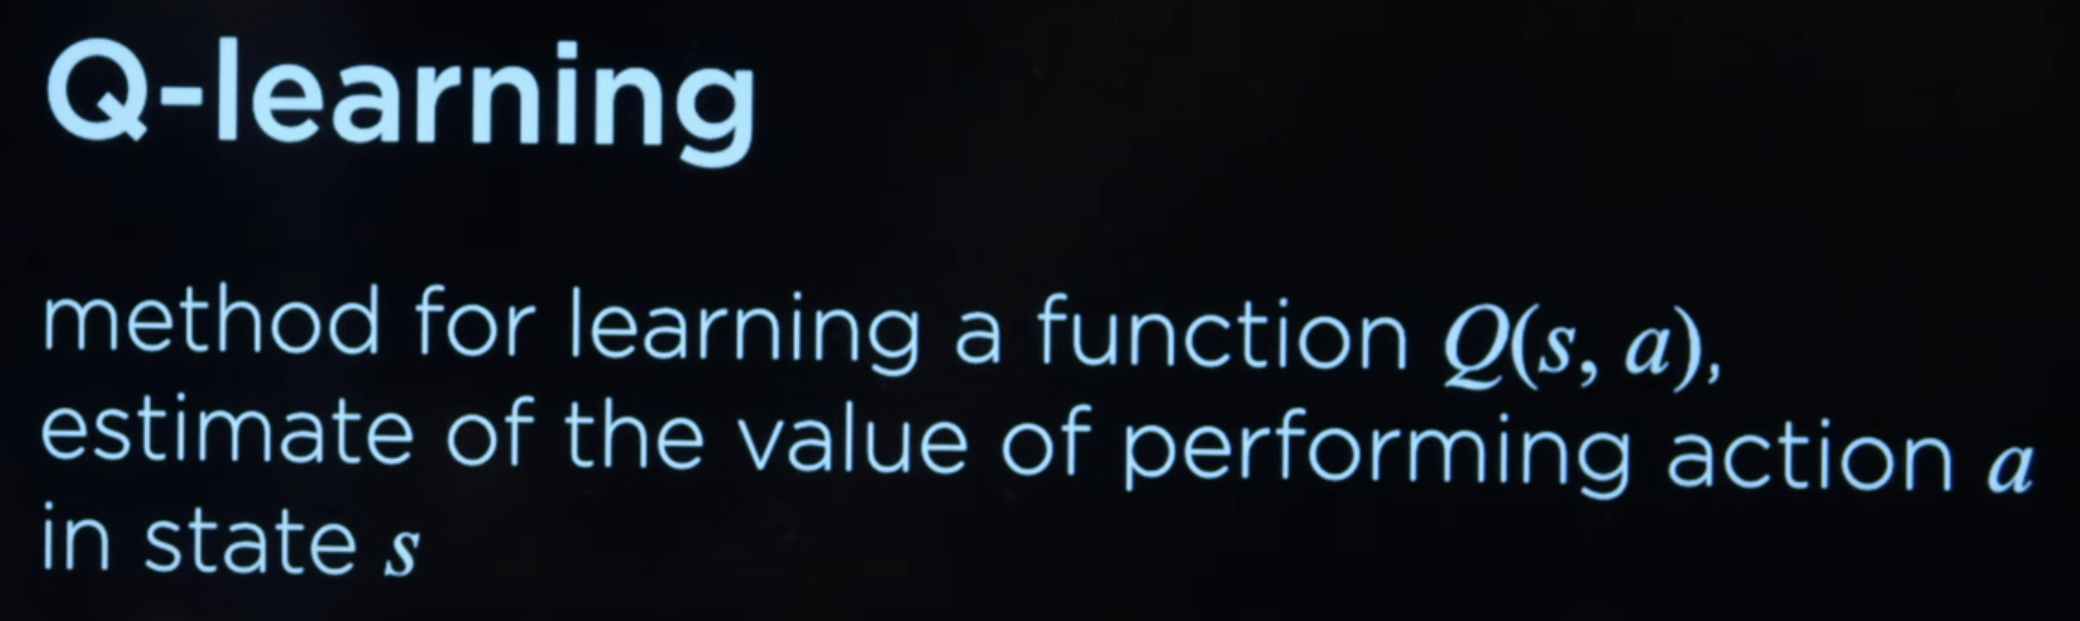 Q-learning
method for learning a function Q(s, a),
estimate of the value of performing action a
in state s